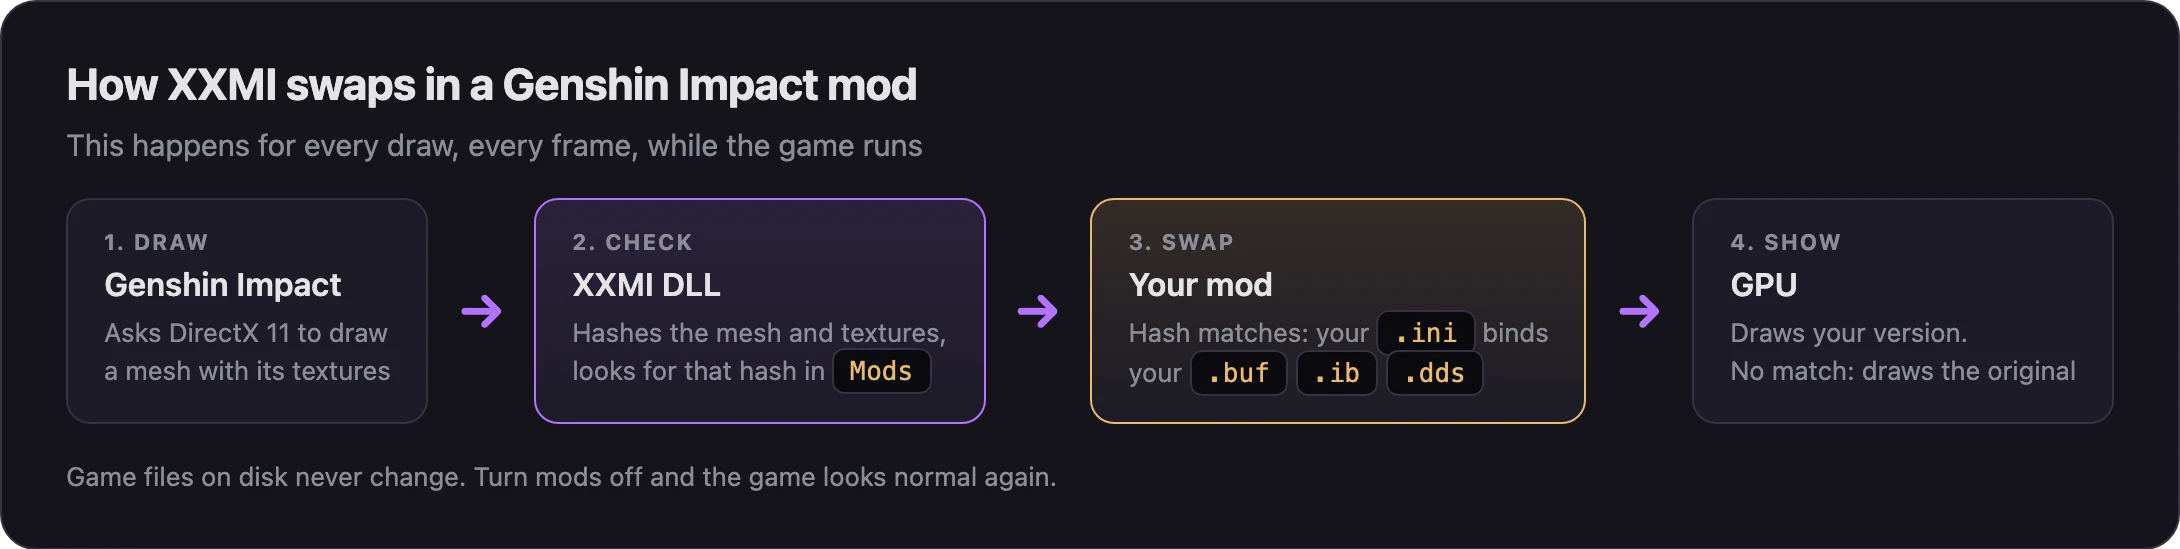 How XXMI swaps in a Genshin Impact mod
This happens for every draw, every frame, while the game runs
1. DRAW
Genshin Impact
Asks DirectX 11 to draw
a mesh with its textures
2. CHECK
XXMI DLL
Hashes the mesh and textures,
looks for that hash in Mods
3. SWAP
Your mod
Hash matches: your .ini binds
your .buf .ib .dds
4. SHOW
GPU
Draws your version.
No match: draws the original
Game files on disk never change. Turn mods off and the game looks normal again.